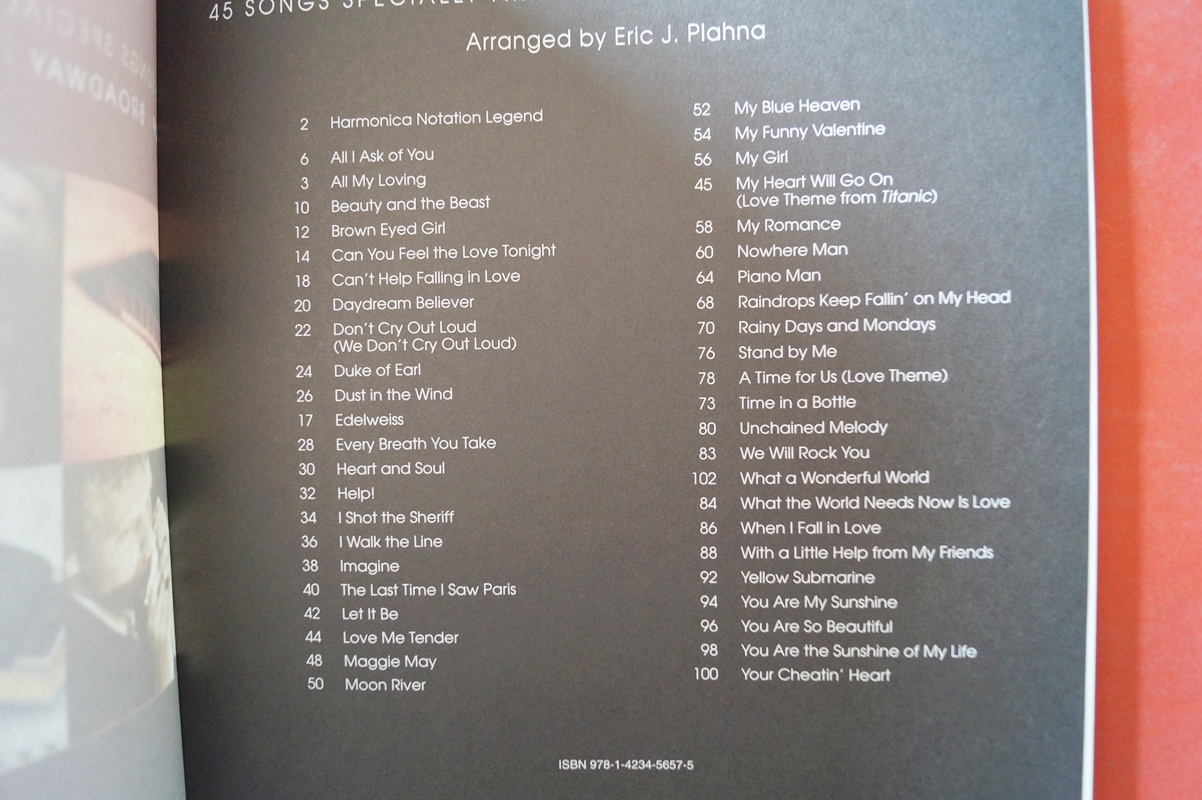 45 SONGS SPECIALLY
Arranged by Eric J. Plahna
2 Harmonica Notation Legend
6 All I Ask of You
3 All My Loving
10 Beauty and the Beast
12 Brown Eyed Girl
14 Can You Feel the Love Tonight
18 Can't Help Falling in Love
20 Daydream Believer
22 Don't Cry Out Loud
(We Don't Cry Out Loud)
24 Duke of Earl
26 Dust in the Wind
17 Edelweiss
28 Every Breath You Take
30 Heart and Soul
32 Help!
34 I Shot the Sheriff
36 I Walk the Line
38 Imagine
40 The Last Time I Saw Paris
42 Let It Be
44 Love Me Tender
48 Maggie May
50 Moon River
52 My Blue Heaven
54 My Funny Valentine
56 My Girl
45 My Heart Will Go On
(Love Theme from Titanic)
58 My Romance
60 Nowhere Man
64 Piano Man
68 Raindrops Keep Fallin' on My Head
70 Rainy Days and Mondays
76 Stand by Me
78 A Time for Us (Love Theme)
73 Time in a Bottle
80 Unchained Melody
83 We Will Rock You
102 What a Wonderful World
84 What the World Needs Now Is Love
86 When I Fall in Love
88 With a Little Help from My Friends
92 Yellow Submarine
94 You Are My Sunshine
96 You Are So Beautiful
98 You Are the Sunshine of My Life
100 Your Cheatin' Heart
ISBN 978-1-4234-5657-5